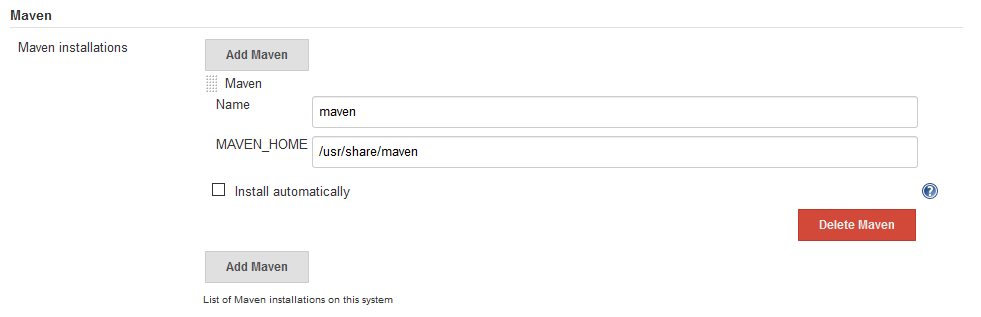 Maven
Maven installations
Add Maven
Maven
Name
maven
MAVEN_HOME
/usr/share/maven
Install automatically
?
Delete Maven
Add Maven
List of Maven installations on this system